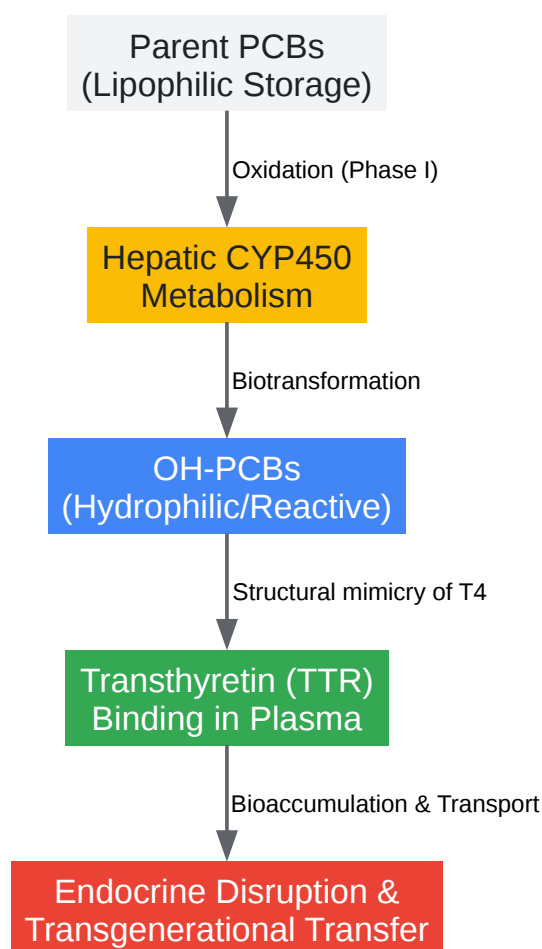 Parent PCBs
(Lipophilic Storage)
Oxidation (Phase I)
Hepatic CYP450
Metabolism
Biotransformation
OH-PCBs
(Hydrophilic/Reactive)
Structural mimicry of T4
Transthyretin (TTR)
Binding in Plasma
Bioaccumulation & Transport
Endocrine Disruption &
Transgenerational Transfer